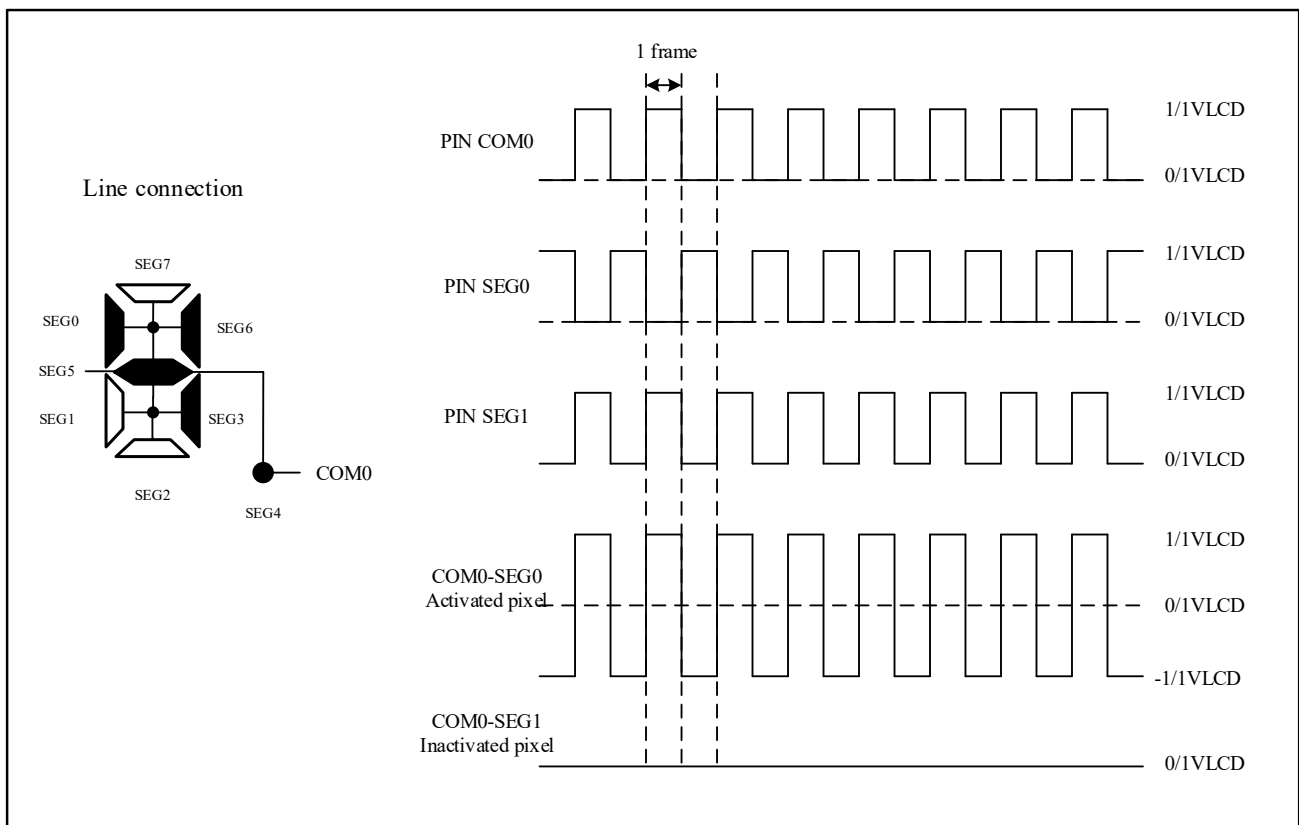 1 frame
PIN COM0
1/1VLCD
0/1VLCD
Line connection
SEG7
SEG0
SEG6
SEG5
SEG1
SEG3
SEG2
COM0
SEG4
PIN SEG0
1/1VLCD
0/1VLCD
PIN SEG1
1/1VLCD
0/1VLCD
COM0-SEG0
Activated pixel
1/1VLCD
0/1VLCD
-1/1VLCD
COM0-SEG1
Inactivated pixel
0/1VLCD